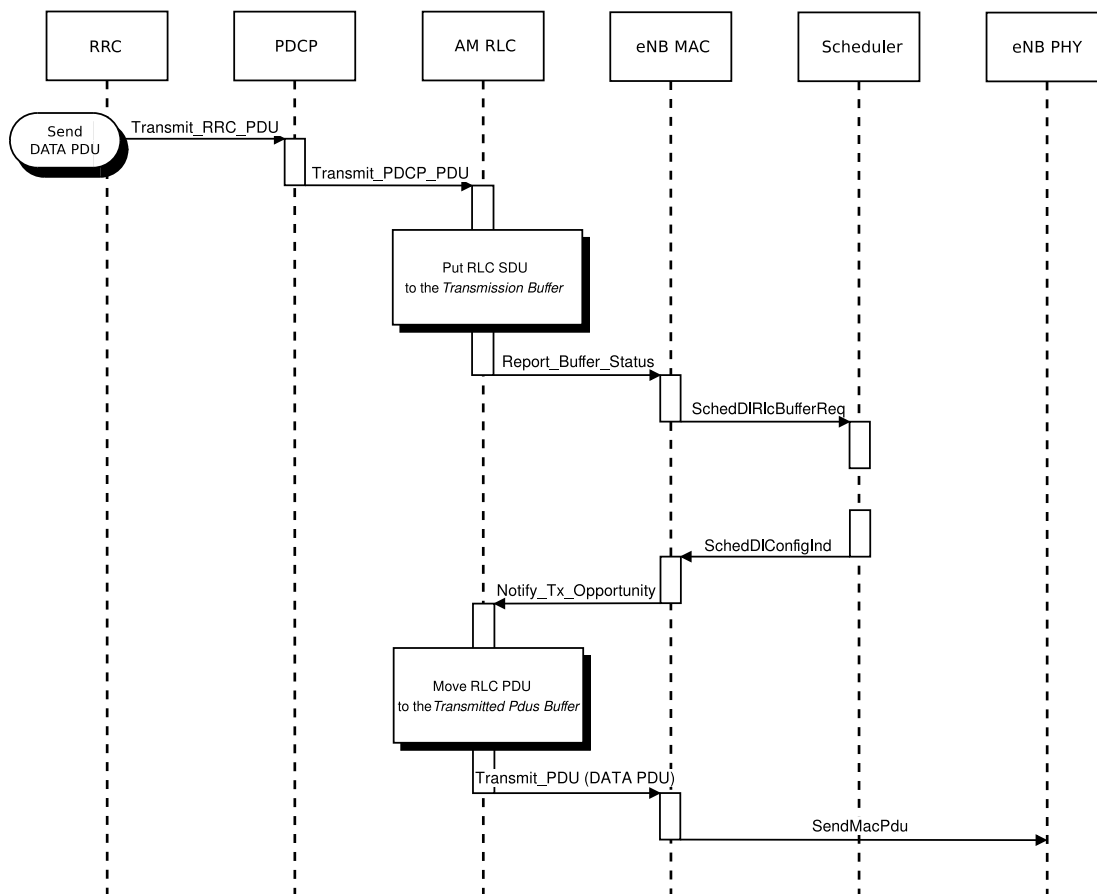 RRC
PDCP
AM RLC
eNB MAC
Scheduler
eNB PHY
Send
DATA PDU
Transmit_RRC_PDU
Transmit_PDCP_PDU
Put RLC SDU
to the Transmission Buffer
Report_Buffer_Status
SchedDlRlcBufferReq
SchedDlConfigInd
Notify_Tx_Opportunity
Move RLC PDU
to the Transmitted Pdus Buffer
Transmit_PDU (DATA PDU)
SendMacPdu